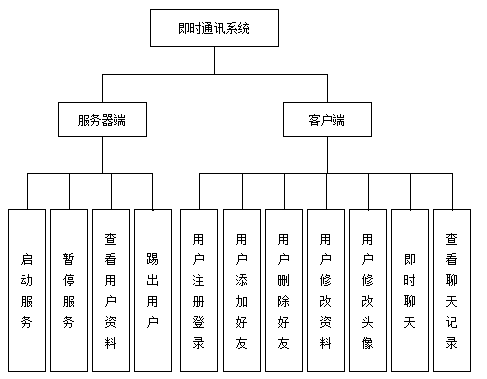 即时通讯系统
服务器端
客户端
启动服务
暂停服务
查看用户资料
踢出用户
用户注册登录
用户添加好友
用户删除好友
用户修改资料
用户修改头像
即时聊天
查看聊天记录